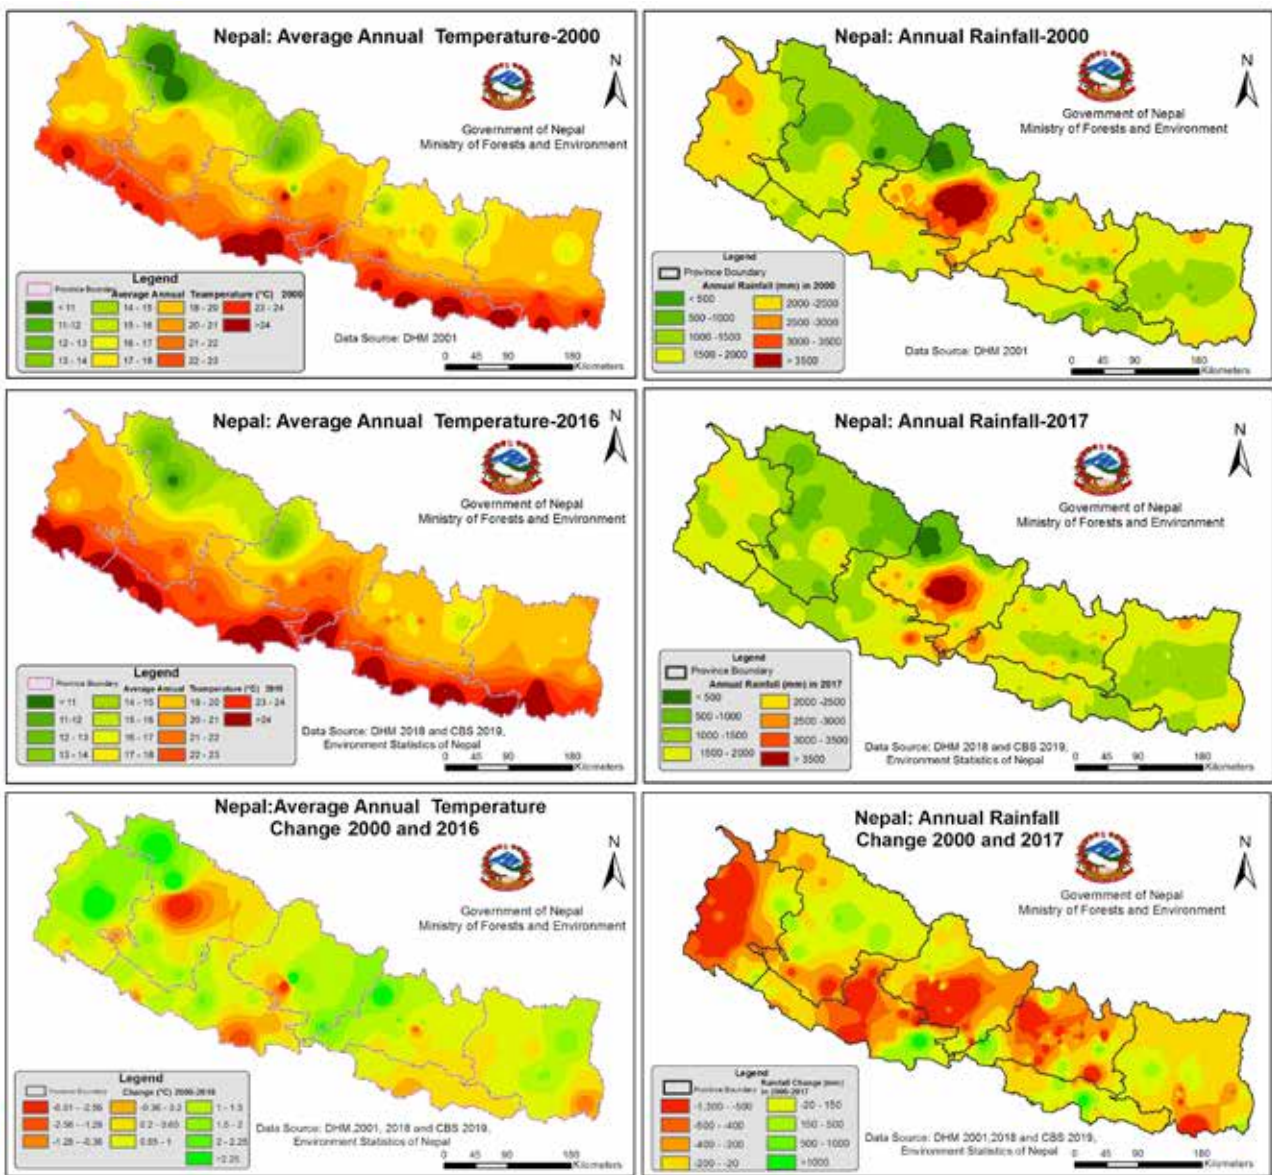 Nepal: Average Annual Temperature-2000
N
Government of Nepal
Ministry of Forests and Environment
Legend
Province Boundary
Average Annual Teamperature (°C) 2000
< 11
11-12
12 - 13
13 - 14
14 - 15
15 - 16
16 - 17
17 - 18
18 - 20
20 - 21
21 - 22
22 - 23
23 - 24
>24
Data Source: DHM 2001
0 45 90 180
Kilometers
Nepal: Annual Rainfall-2000
N
Government of Nepal
Ministry of Forests and Environment
Legend
Province Boundary
Annual Rainfall (mm) in 2000
< 500
500 -1000
1000 -1500
1500 - 2000
2000 -2500
2500 -3000
3000 - 3500
> 3500
Data Source: DHM 2001
0 45 90 180
Kilometers
Nepal: Average Annual Temperature-2016
N
Government of Nepal
Ministry of Forests and Environment
Legend
Province Boundary
Average Annual Teamperature (°C) 2016
< 11
11-12
12 - 13
13 - 14
14 - 15
15 - 16
16 - 17
17 - 18
18 - 20
20 - 21
21 - 22
22 - 23
23 - 24
>24
Data Source: DHM 2018 and CBS 2019,
Environment Statistics of Nepal
0 45 90 180
Kilometers
Nepal: Annual Rainfall-2017
N
Government of Nepal
Ministry of Forests and Environment
Legend
Province Boundary
Annual Rainfall (mm) in 2017
< 500
500 -1000
1000 -1500
1500 - 2000
2000 -2500
2500 -3000
3000 - 3500
> 3500
Data Source: DHM 2018 and CBS 2019,
Environment Statistics of Nepal
0 45 90 180
Kilometers
Nepal:Average Annual Temperature
Change 2000 and 2016
N
Government of Nepal
Ministry of Forests and Environment
Legend
Province Boundary
Change (°C) 2000-2016
-2.56 - -1.28
-1.28 - -0.36
-0.36 - 0.2
0.2 - 0.65
0.65 - 1
1 - 1.5
1.5 - 2
2 - 2.25
>2.25
Data Source: DHM,2001, 2018 and CBS 2019,
Environment Statistics of Nepal
0 45 90 180
Kilometers
Nepal: Annual Rainfall
Change 2000 and 2017
N
Government of Nepal
Ministry of Forests and Environment
Legend
Province Boundary
Rainfall Change (mm)
in 2000-2017
-1,300 - -500
-500 - -400
-400 - -200
-200 - -20
-20 - 150
150 - 500
500 - 1000
>1000
Data Source: DHM 2001,2018 and CBS 2019,
Environment Statistics of Nepal
0 45 90 180
Kilometers